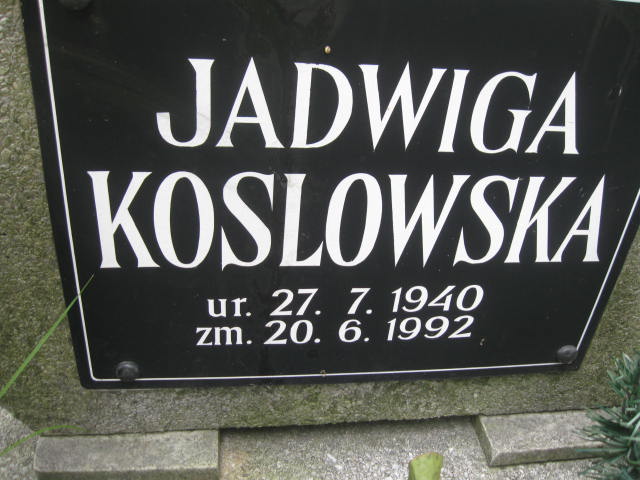 JADWIGA
KOSLOWSKA
ur. 27. 7. 1940
zm. 20. 6. 1992